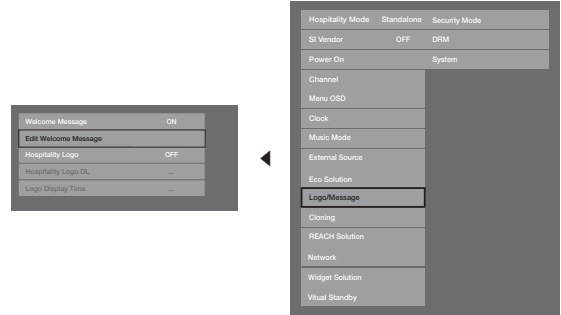 Welcome Message ON
Edit Welcome Message
Hospitality Logo OFF
Hospitality Logo DL ...
Logo Display Time ...
Hospitality Mode Standalone Security Mode
SI Vendor OFF DRM
Power On System
Channel
Menu OSD
Clock
Music Mode
External Source
Eco Solution
Logo/Message
Cloning
REACH Solution
Network
Widget Solution
Vitual Standby